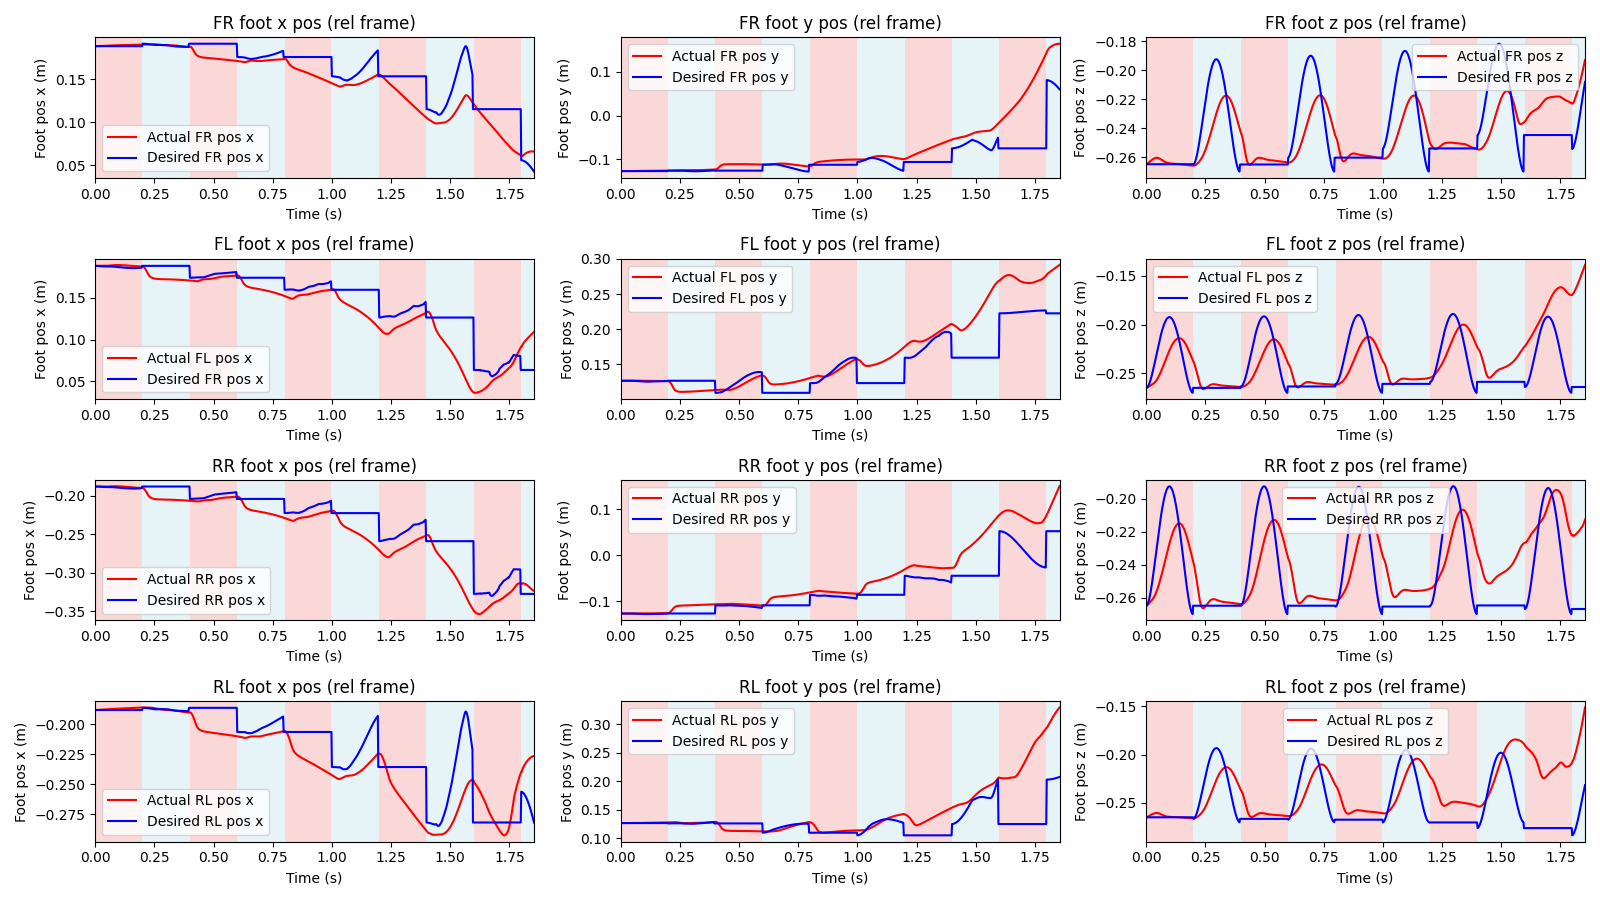 FR foot x pos (rel frame)
Foot pos x (m)
0.15
0.10
0.05
Actual FR pos x
Desired FR pos x
0.00 0.25 0.50 0.75 1.00 1.25 1.50 1.75
Time (s)
FR foot y pos (rel frame)
Foot pos y (m)
0.1
0.0
−0.1
Actual FR pos y
Desired FR pos y
0.00 0.25 0.50 0.75 1.00 1.25 1.50 1.75
Time (s)
FR foot z pos (rel frame)
Foot pos z (m)
−0.18
−0.20
−0.22
−0.24
−0.26
Actual FR pos z
Desired FR pos z
0.00 0.25 0.50 0.75 1.00 1.25 1.50 1.75
Time (s)
FL foot x pos (rel frame)
Foot pos x (m)
0.15
0.10
0.05
Actual FL pos x
Desired FR pos x
0.00 0.25 0.50 0.75 1.00 1.25 1.50 1.75
Time (s)
FL foot y pos (rel frame)
Foot pos y (m)
0.30
0.25
0.20
0.15
Actual FL pos y
Desired FL pos y
0.00 0.25 0.50 0.75 1.00 1.25 1.50 1.75
Time (s)
FL foot z pos (rel frame)
Foot pos z (m)
−0.15
−0.20
−0.25
Actual FL pos z
Desired FL pos z
0.00 0.25 0.50 0.75 1.00 1.25 1.50 1.75
Time (s)
RR foot x pos (rel frame)
Foot pos x (m)
−0.20
−0.25
−0.30
−0.35
Actual RR pos x
Desired RR pos x
0.00 0.25 0.50 0.75 1.00 1.25 1.50 1.75
Time (s)
RR foot y pos (rel frame)
Foot pos y (m)
0.1
0.0
−0.1
Actual RR pos y
Desired RR pos y
0.00 0.25 0.50 0.75 1.00 1.25 1.50 1.75
Time (s)
RR foot z pos (rel frame)
Foot pos z (m)
−0.20
−0.22
−0.24
−0.26
Actual RR pos z
Desired RR pos z
0.00 0.25 0.50 0.75 1.00 1.25 1.50 1.75
Time (s)
RL foot x pos (rel frame)
Foot pos x (m)
−0.200
−0.225
−0.250
−0.275
Actual RL pos x
Desired RL pos x
0.00 0.25 0.50 0.75 1.00 1.25 1.50 1.75
Time (s)
RL foot y pos (rel frame)
Foot pos y (m)
0.30
0.25
0.20
0.15
0.10
Actual RL pos y
Desired RL pos y
0.00 0.25 0.50 0.75 1.00 1.25 1.50 1.75
Time (s)
RL foot z pos (rel frame)
Foot pos z (m)
−0.15
−0.20
−0.25
Actual RL pos z
Desired RL pos z
0.00 0.25 0.50 0.75 1.00 1.25 1.50 1.75
Time (s)